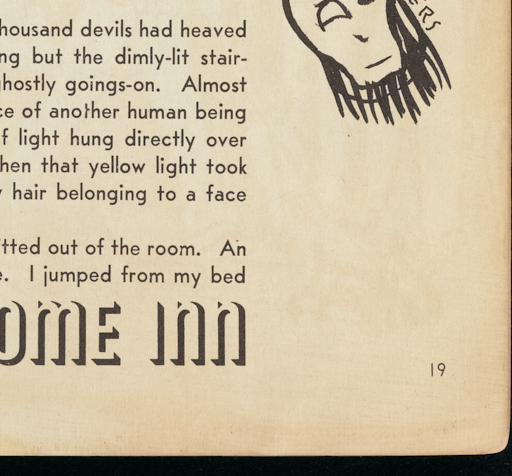 housand devils had heaved
ng but the dimly-lit stair-
ghostly goings-on. Almost
ce of another human being
f light hung directly over
hen that yellow light took
hair belonging to a face
tted out of the room. An
e. I jumped from my bed
OME INN
ERS
19